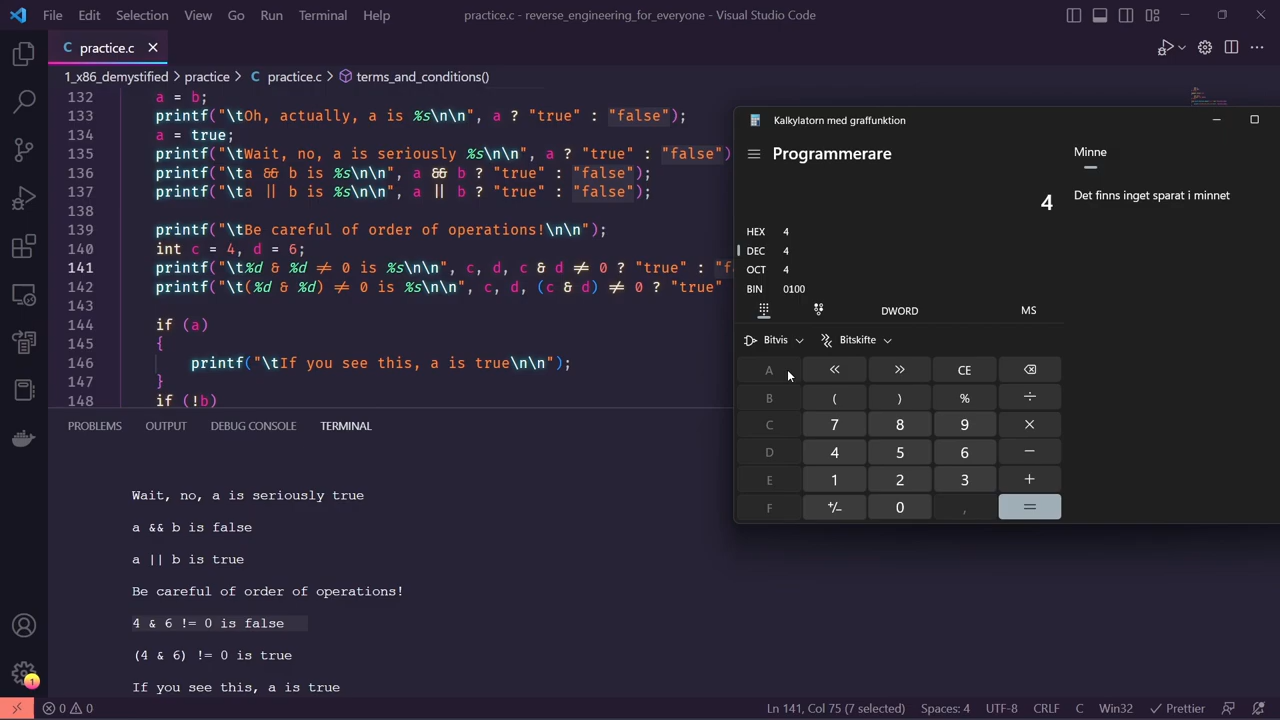 File Edit Selection View Go Run Terminal Help practice.c - reverse_engineering_for_everyone - Visual Studio Code
C practice.c
1_x86_demystified > practice > C practice.c > terms_and_conditions()
132 a = b;
133 printf("\tOh, actually, a is %s\n\n", a ? "true" : "false");
134 a = true;
135 printf("\tWait, no, a is seriously %s\n\n", a ? "true" : "false")
136 printf("\ta && b is %s\n\n", a && b ? "true" : "false");
137 printf("\ta || b is %s\n\n", a || b ? "true" : "false");
138
139 printf("\tBe careful of order of operations!\n\n");
140 int c = 4, d = 6;
141 printf("\t%d & %d != 0 is %s\n\n", c, d, c & d != 0 ? "true" : "f
142 printf("\t(%d & %d) != 0 is %s\n\n", c, d, (c & d) != 0 ? "true"
143
144 if (a)
145 {
146 printf("\tIf you see this, a is true\n\n");
147 }
148 if (!b)
PROBLEMS OUTPUT DEBUG CONSOLE TERMINAL
Wait, no, a is seriously true
a && b is false
a || b is true
Be careful of order of operations!
4 & 6 != 0 is false
(4 & 6) != 0 is true
If you see this, a is true
Kalkylatorn med graffunktion
Programmerare
Minne
4
Det finns inget sparat i minnet
HEX 4
DEC 4
OCT 4
BIN 0100
DWORD MS
Bitvis Bitskifte
A << >> CE
B ( ) % ÷
C 7 8 9 ×
D 4 5 6 −
E 1 2 3 +
F +/− 0 , =
1
0 0 Ln 141, Col 75 (7 selected) Spaces: 4 UTF-8 CRLF C Win32 Prettier